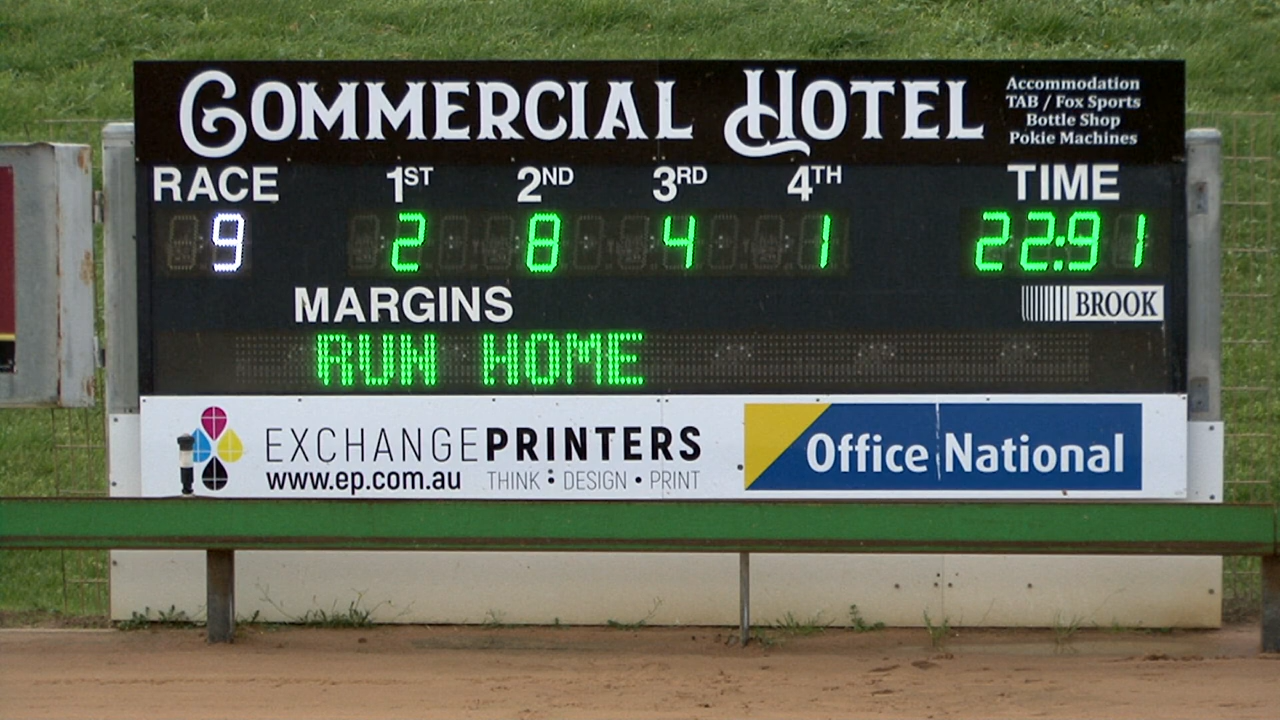 COMMERCIAL HOTEL
Accommodation
TAB / Fox Sports
Bottle Shop
Pokie Machines
RACE 1ST 2ND 3RD 4TH TIME
9 2 8 4 1 22:91
MARGINS
BROOK
RUN HOME
EXCHANGEPRINTERS
www.ep.com.au THINK • DESIGN • PRINT
Office National